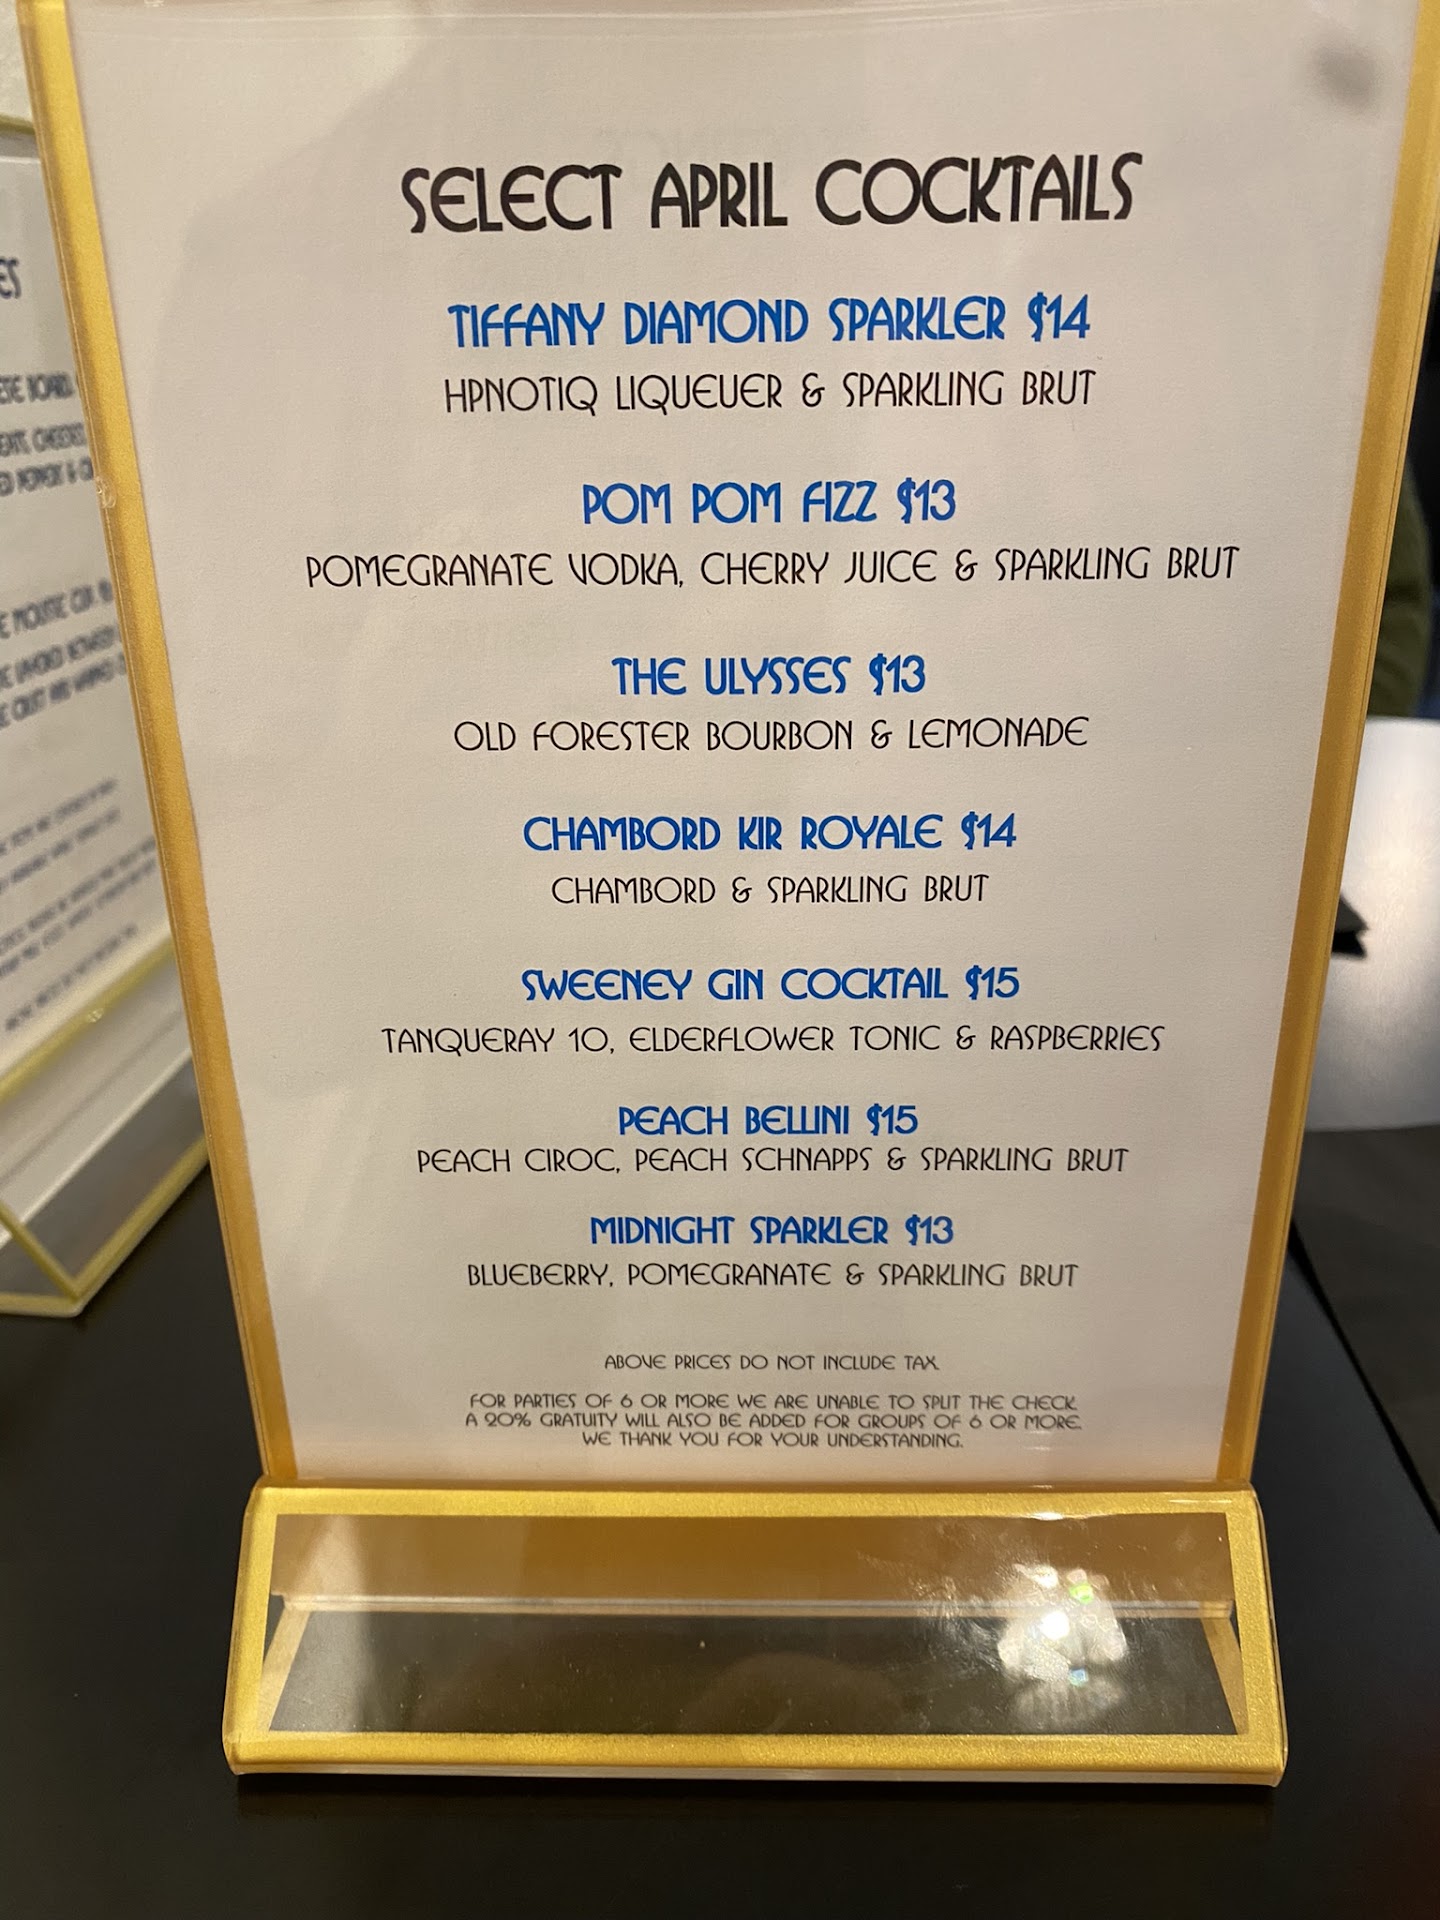 SELECT APRIL COCKTAILS
TIFFANY DIAMOND SPARKLER $14
HPNOTIQ LIQUEUER & SPARKLING BRUT
POM POM FIZZ $13
POMEGRANATE VODKA, CHERRY JUICE & SPARKLING BRUT
THE ULYSSES $13
OLD FORESTER BOURBON & LEMONADE
CHAMBORD KIR ROYALE $14
CHAMBORD & SPARKLING BRUT
SWEENEY GIN COCKTAIL $15
TANQUERAY 10, ELDERFLOWER TONIC & RASPBERRIES
PEACH BELLINI $15
PEACH CIROC, PEACH SCHNAPPS & SPARKLING BRUT
MIDNIGHT SPARKLER $13
BLUEBERRY, POMEGRANATE & SPARKLING BRUT
ABOVE PRICES DO NOT INCLUDE TAX.
FOR PARTIES OF 6 OR MORE WE ARE UNABLE TO SPLIT THE CHECK.
A 20% GRATUITY WILL ALSO BE ADDED FOR GROUPS OF 6 OR MORE.
WE THANK YOU FOR YOUR UNDERSTANDING.